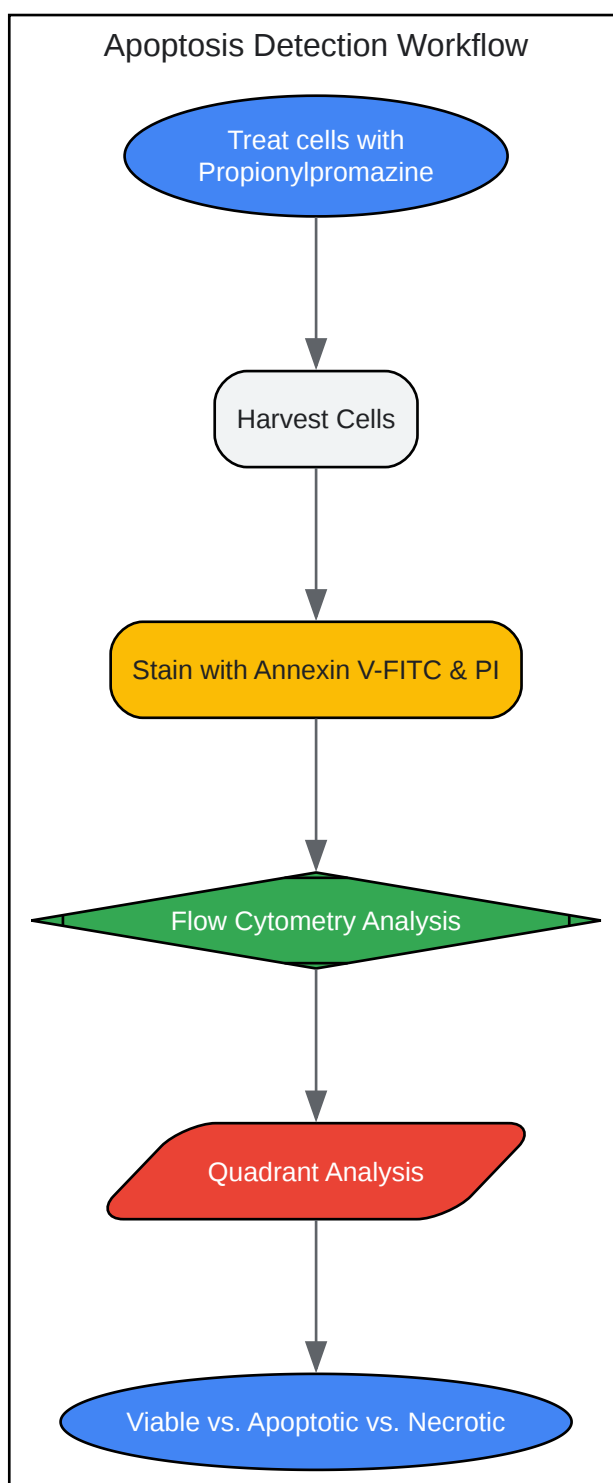 Apoptosis Detection Workflow
Treat cells with
Propionylpromazine
Harvest Cells
Stain with Annexin V-FITC & PI
Flow Cytometry Analysis
Quadrant Analysis
Viable vs. Apoptotic vs. Necrotic